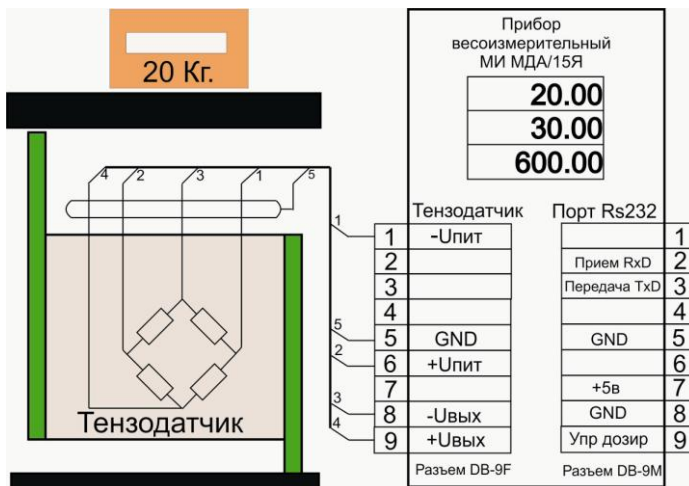 20 Кг.
4 2 3 1 5
Тензодатчик
Прибор
весоизмерительный
МИ МДА/15Я
20.00
30.00
600.00
Тензодатчик
1
1 -Uпит
2
3
4
5
5 GND
2
6 +Uпит
7
3
8 -Uвых
4
9 +Uвых
Разъем DB-9F
Порт Rs232
1
Прием RxD 2
Передача TxD 3
4
GND 5
6
+5в 7
GND 8
Упр дозир 9
Разъем DB-9M